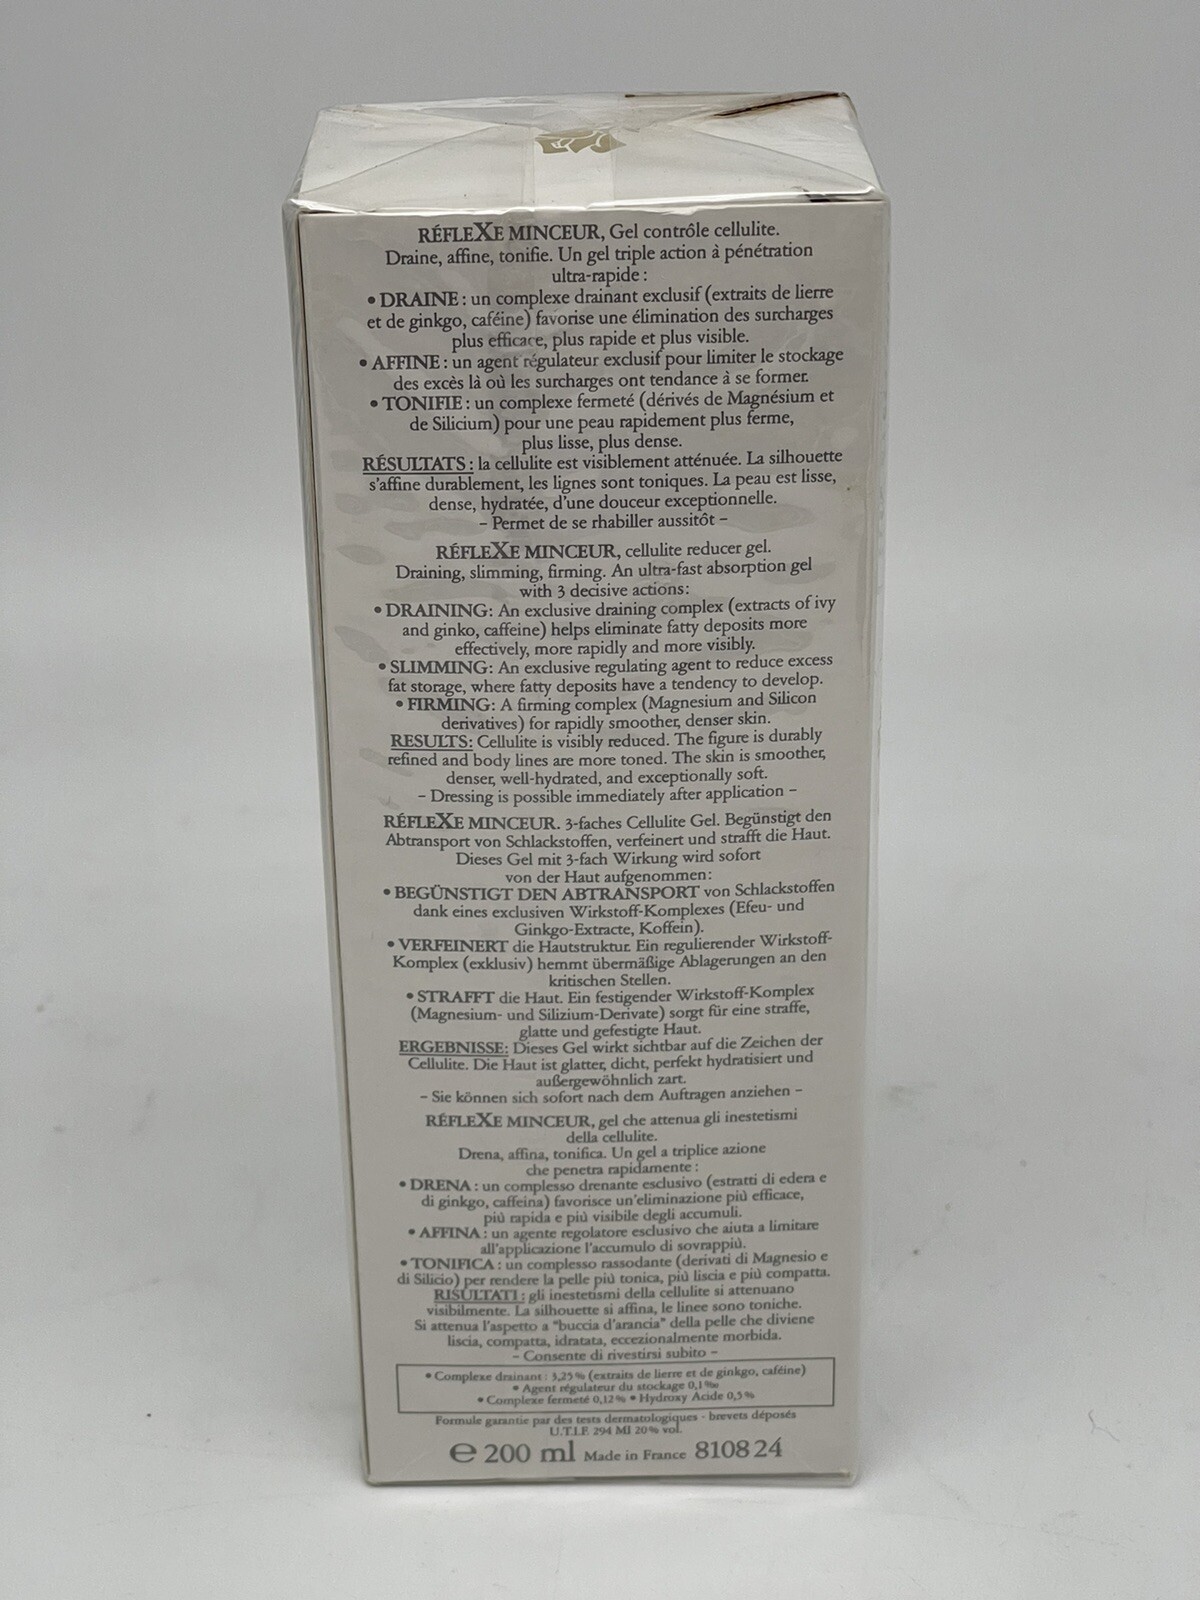 RÉFLEXE MINCEUR, Gel contrôle cellulite.
Draine, affine, tonifie. Un gel triple action à pénétration
ultra-rapide :
• DRAINE : un complexe drainant exclusif (extraits de lierre
et de ginkgo, caféine) favorise une élimination des surcharges
plus efficace, plus rapide et plus visible.
• AFFINE : un agent régulateur exclusif pour limiter le stockage
des excès là où les surcharges ont tendance à se former.
• TONIFIE : un complexe fermeté (dérivés de Magnésium et
de Silicium) pour une peau rapidement plus ferme,
plus lisse, plus dense.
RÉSULTATS : la cellulite est visiblement atténuée. La silhouette
s'affine durablement, les lignes sont toniques. La peau est lisse,
dense, hydratée, d'une douceur exceptionnelle.
– Permet de se rhabiller aussitôt –
RÉFLEXE MINCEUR, cellulite reducer gel.
Draining, slimming, firming. An ultra-fast absorption gel
with 3 decisive actions:
• DRAINING: An exclusive draining complex (extracts of ivy
and ginko, caffeine) helps eliminate fatty deposits more
effectively, more rapidly and more visibly.
• SLIMMING: An exclusive regulating agent to reduce excess
fat storage, where fatty deposits have a tendency to develop.
• FIRMING: A firming complex (Magnesium and Silicon
derivatives) for rapidly smoother, denser skin.
RESULTS: Cellulite is visibly reduced. The figure is durably
refined and body lines are more toned. The skin is smoother,
denser, well-hydrated, and exceptionally soft.
– Dressing is possible immediately after application –
RÉFLEXE MINCEUR. 3-faches Cellulite Gel. Begünstigt den
Abtransport von Schlackstoffen, verfeinert und strafft die Haut.
Dieses Gel mit 3-fach Wirkung wird sofort
von der Haut aufgenommen:
• BEGÜNSTIGT DEN ABTRANSPORT von Schlackstoffen
dank eines exclusiven Wirkstoff-Komplexes (Efeu- und
Ginkgo-Extracte, Koffein).
• VERFEINERT die Hautstruktur. Ein regulierender Wirkstoff-
Komplex (exklusiv) hemmt übermäßige Ablagerungen an den
kritischen Stellen.
• STRAFFT die Haut. Ein festigender Wirkstoff-Komplex
(Magnesium- und Silizium-Derivate) sorgt für eine straffe,
glatte und gefestigte Haut.
ERGEBNISSE: Dieses Gel wirkt sichtbar auf die Zeichen der
Cellulite. Die Haut ist glatter, dicht, perfekt hydratisiert und
außergewöhnlich zart.
– Sie können sich sofort nach dem Auftragen anziehen –
RÉFLEXE MINCEUR, gel che attenua gli inestetismi
della cellulite.
Drena, affina, tonifica. Un gel a triplice azione
che penetra rapidamente :
• DRENA : un complesso drenante esclusivo (estratti di edera e
di ginkgo, caffeina) favorisce un'eliminazione più efficace,
più rapida e più visibile degli accumuli.
• AFFINA : un agente regolatore esclusivo che aiuta a limitare
all'applicazione l'accumulo di sovrappiù.
• TONIFICA : un complesso rassodante (derivati di Magnesio e
di Silicio) per rendere la pelle più tonica, più liscia e più compatta.
RISULTATI : gli inestetismi della cellulite si attenuano
visibilmente. La silhouette si affina, le linee sono toniche.
Si attenua l'aspetto a "buccia d'arancia" della pelle che diviene
liscia, compatta, idratata, eccezionalmente morbida.
– Consente di rivestirsi subito –
• Complexe drainant : 3,25 % (extraits de lierre et de ginkgo, caféine)
• Agent régulateur du stockage 0,1 ‰
• Complexe fermeté 0,12 % • Hydroxy Acide 0,5 %
Formule garantie par des tests dermatologiques - brevets déposés
U.T.I.F. 294 MI 20 % vol.
℮ 200 ml Made in France 8108 24